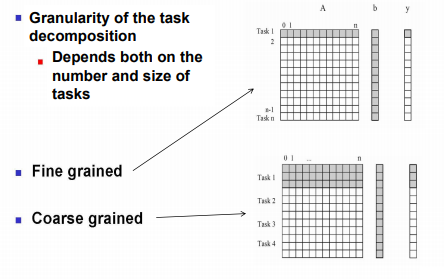 Granularity of the task
decomposition
Depends both on the
number and size of
tasks
Fine grained
Coarse grained
A b y
0 1 n
Task 1
2
n-1
Task n
0 1 ... n
Task 1
Task 2
Task 3
Task 4